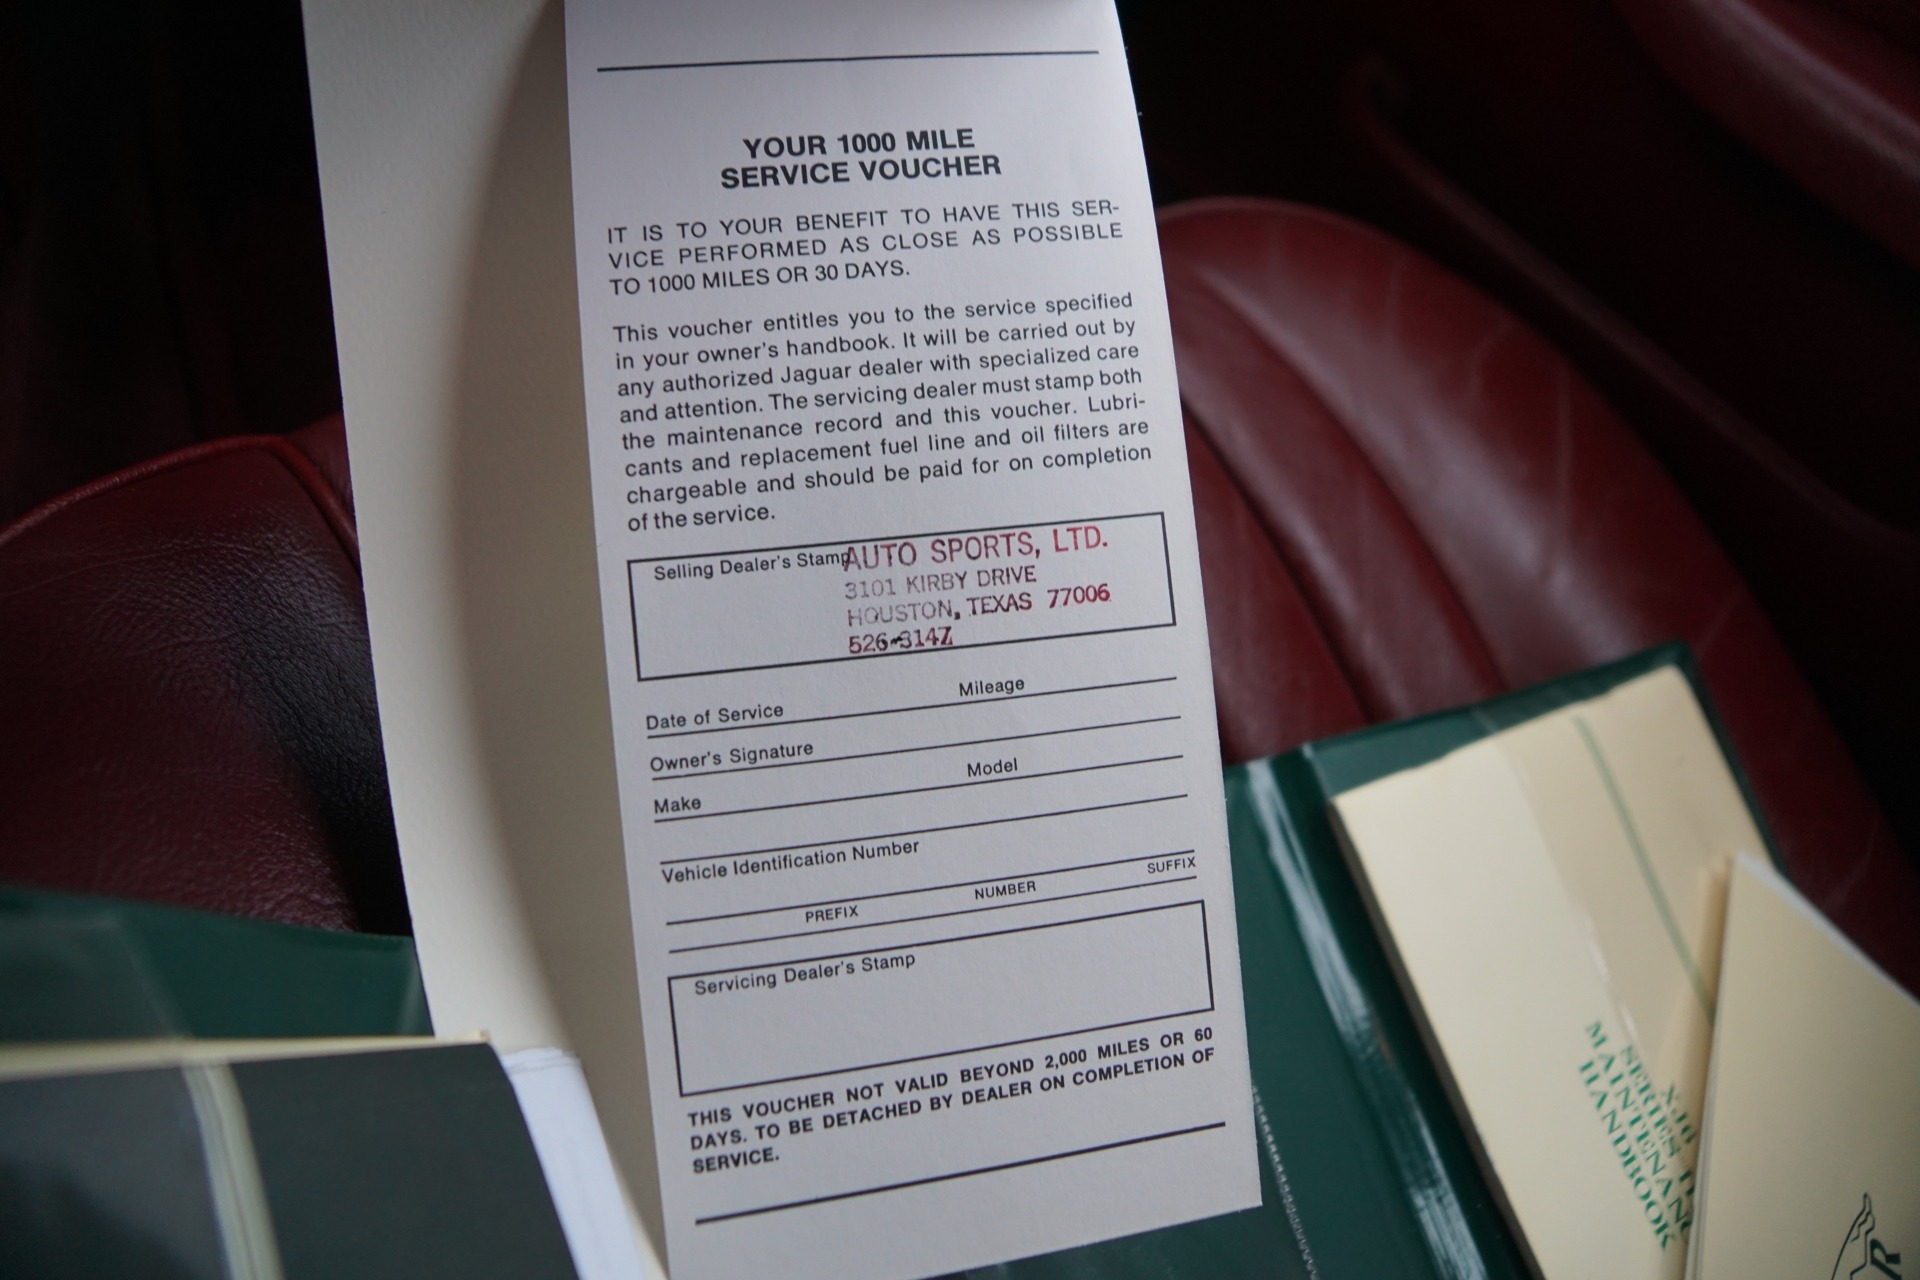 YOUR 1000 MILE
SERVICE VOUCHER
IT IS TO YOUR BENEFIT TO HAVE THIS SER-
VICE PERFORMED AS CLOSE AS POSSIBLE
TO 1000 MILES OR 30 DAYS.
This voucher entitles you to the service specified
in your owner's handbook. It will be carried out by
any authorized Jaguar dealer with specialized care
and attention. The servicing dealer must stamp both
the maintenance record and this voucher. Lubri-
cants and replacement fuel line and oil filters are
chargeable and should be paid for on completion
of the service.
Selling Dealer's Stamp
AUTO SPORTS, LTD.
3101 KIRBY DRIVE
HOUSTON, TEXAS 77006
526-3147
Date of Service Mileage
Owner's Signature
Make Model
Vehicle Identification Number
PREFIX NUMBER SUFFIX
Servicing Dealer's Stamp
THIS VOUCHER NOT VALID BEYOND 2,000 MILES OR 60
DAYS. TO BE DETACHED BY DEALER ON COMPLETION OF
SERVICE.
XJ6
SERIES
HANDBOOK